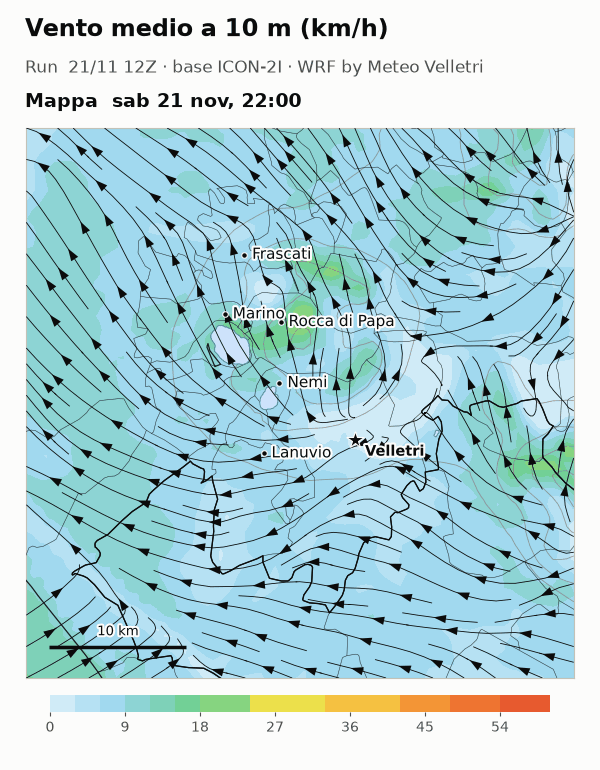 Vento medio a 10 m (km/h)
Run  21/11 12Z · base ICON-2I · WRF by Meteo Velletri
Mappa  sab 21 nov, 22:00
Frascati
Marino
Rocca di Papa
Nemi
Lanuvio
Velletri
10 km
0 9 18 27 36 45 54